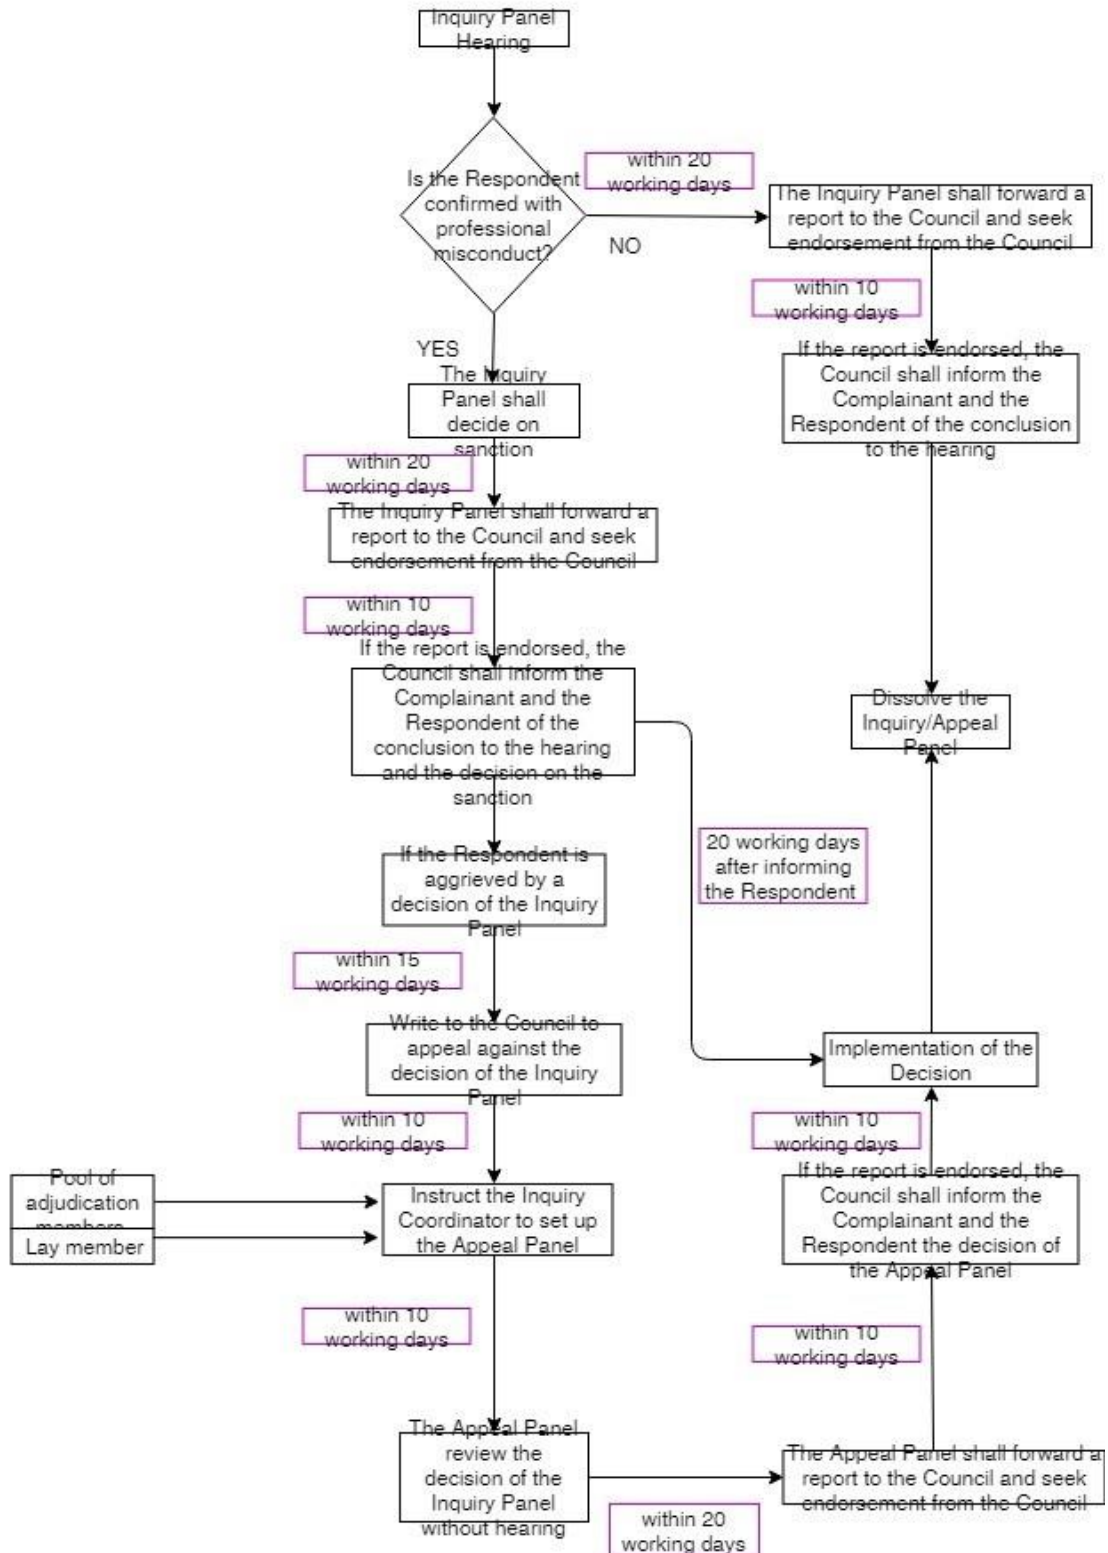 Inquiry Panel
Hearing
Is the Respondent
confirmed with
professional
misconduct?
within 20
working days
NO
The Inquiry Panel shall forward a
report to the Council and seek
endorsement from the Council
within 10
working days
If the report is endorsed, the
Council shall inform the
Complainant and the
Respondent of the conclusion
to the hearing
YES
The Inquiry
Panel shall
decide on
sanction
within 20
working days
The Inquiry Panel shall forward a
report to the Council and seek
endorsement from the Council
within 10
working days
If the report is endorsed, the
Council shall inform the
Complainant and the
Respondent of the
conclusion to the hearing
and the decision on the
sanction
Dissolve the
Inquiry/Appeal
Panel
20 working days
after informing
the Respondent
If the Respondent is
aggrieved by a
decision of the Inquiry
Panel
within 15
working days
Write to the Council to
appeal against the
decision of the Inquiry
Panel
Implementation of the
Decision
within 10
working days
within 10
working days
Pool of
adjudication
members
Lay member
Instruct the Inquiry
Coordinator to set up
the Appeal Panel
If the report is endorsed, the
Council shall inform the
Complainant and the
Respondent the decision of
the Appeal Panel
within 10
working days
within 10
working days
The Appeal Panel
review the
decision of the
Inquiry Panel
without hearing
within 20
working days
The Appeal Panel shall forward a
report to the Council and seek
endorsement from the Council